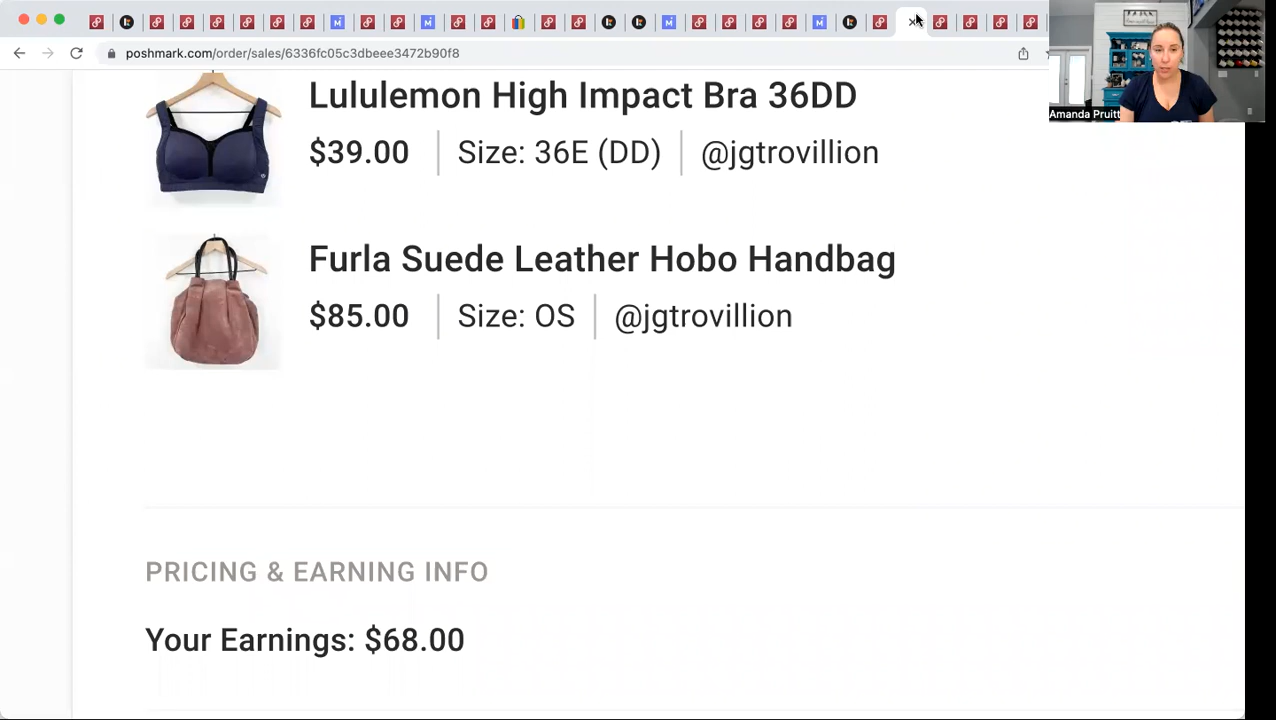 poshmark.com/order/sales/6336fc05c3dbeee3472b90f8
Amanda Pruitt
Lululemon High Impact Bra 36DD
$39.00 Size: 36E (DD) @jgtrovillion
Furla Suede Leather Hobo Handbag
$85.00 Size: OS @jgtrovillion
PRICING & EARNING INFO
Your Earnings: $68.00